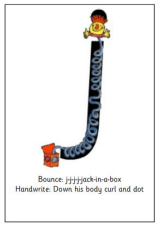 Bounce: j-j-j-j-jack-in-a-box
Handwrite: Down his body curl and dot